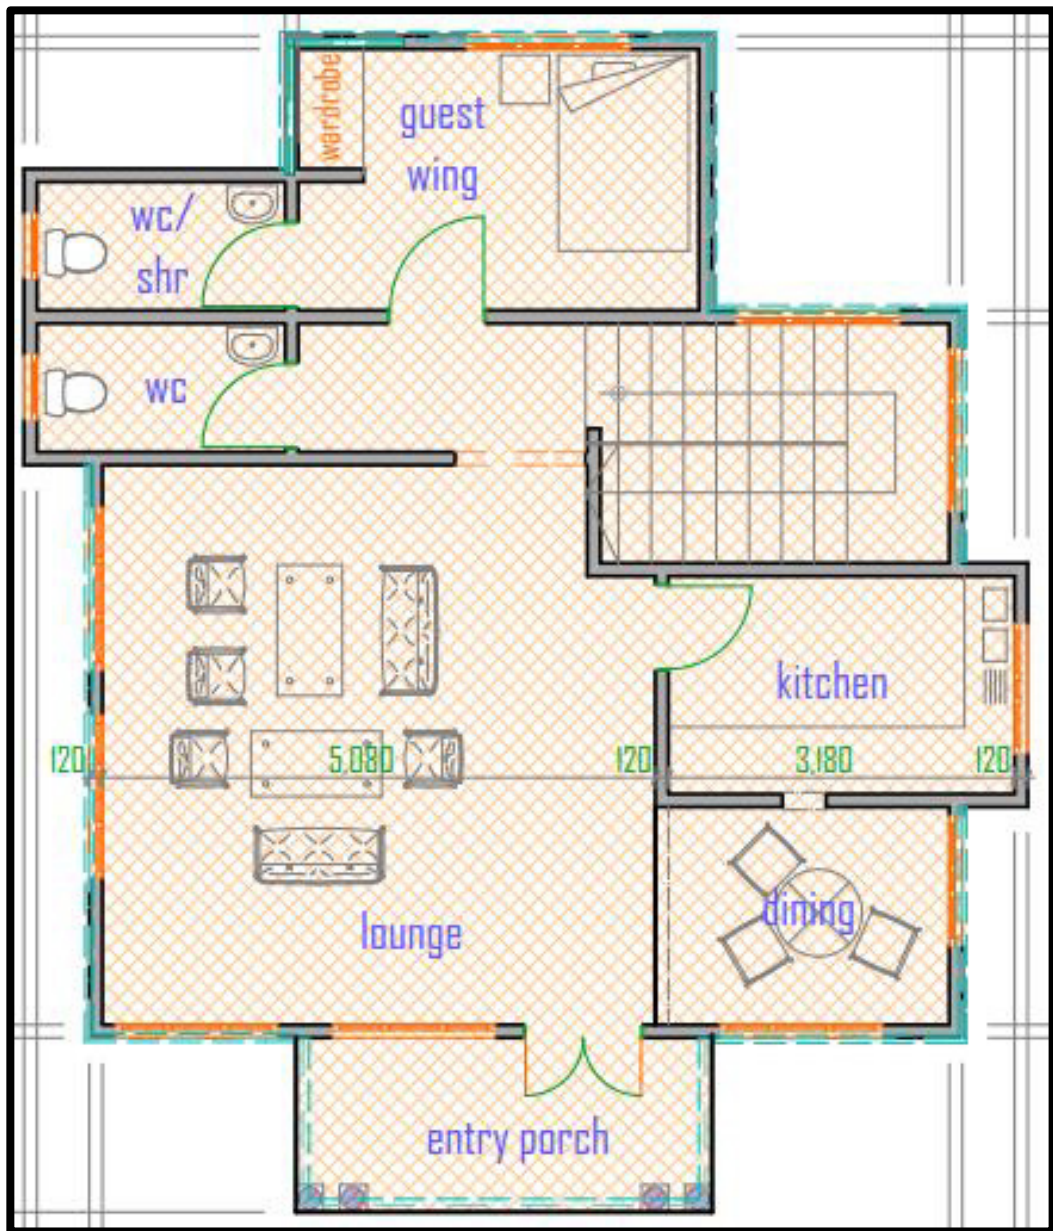 wardrobe
guest
wing
wc/
shr
wc
kitchen
120
5,080
120
3,180
120
dining
lounge
entry porch